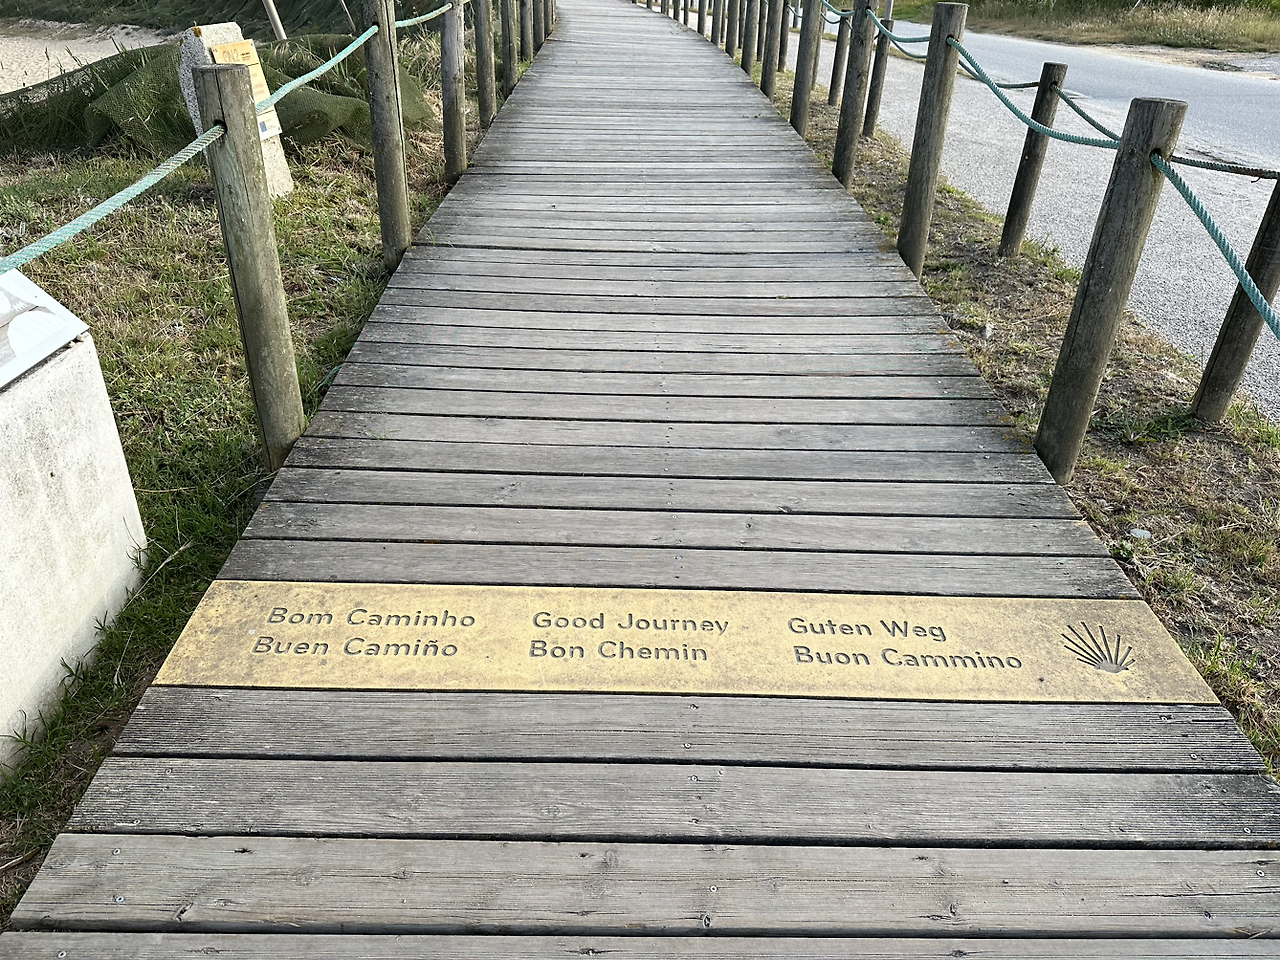 Bom Caminho
Buen Camiño
Good Journey
Bon Chemin
Guten Weg
Buon Cammino